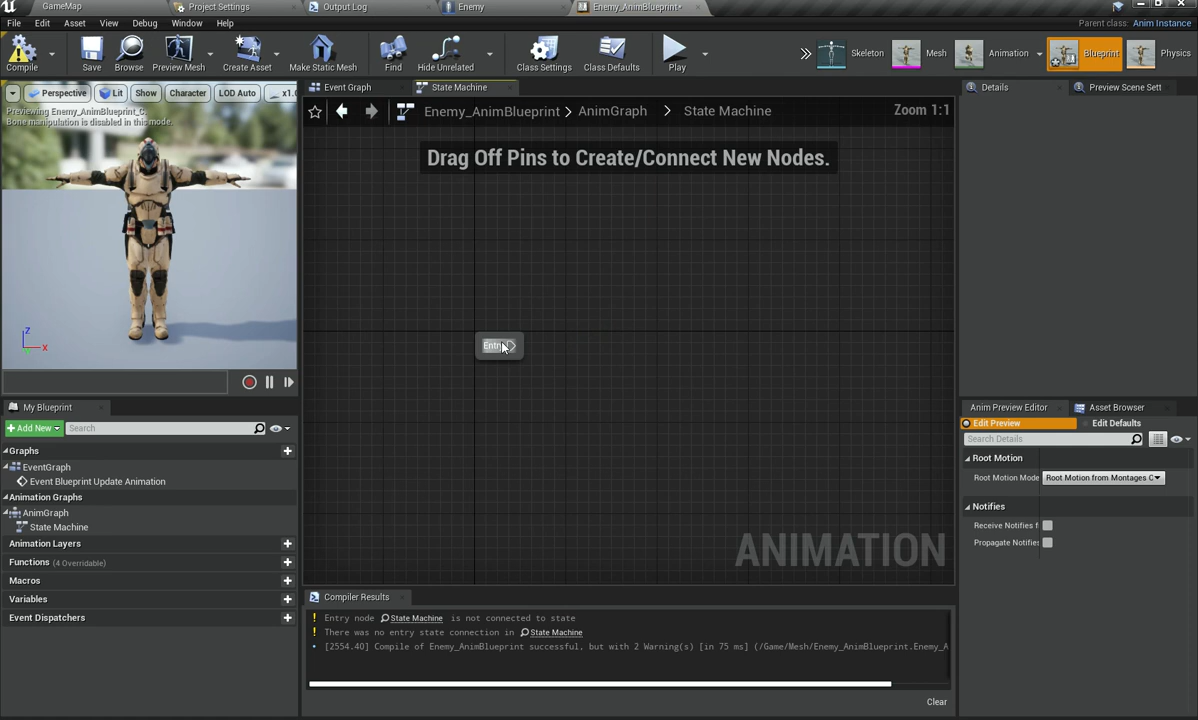 GameMap
Project Settings
Output Log
Enemy
Enemy_AnimBlueprint*
File
Edit
Asset
View
Debug
Window
Help
Parent class: Anim Instance
Compile
Save
Browse
Preview Mesh
Create Asset
Make Static Mesh
Find
Hide Unrelated
Class Settings
Class Defaults
Play
Skeleton
Mesh
Animation
Blueprint
Physics
Perspective
Lit
Show
Character
LOD Auto
x1.0
Previewing Enemy_AnimBlueprint_C.
Bone manipulation is disabled in this mode.
Z
X
Event Graph
State Machine
Enemy_AnimBlueprint > AnimGraph > State Machine
Zoom 1:1
Drag Off Pins to Create/Connect New Nodes.
Entry
ANIMATION
Details
Preview Scene Sett
My Blueprint
+ Add New
Search
Graphs
EventGraph
Event Blueprint Update Animation
Animation Graphs
AnimGraph
State Machine
Animation Layers
Functions (4 Overridable)
Macros
Variables
Event Dispatchers
Compiler Results
! Entry node State Machine is not connected to state
! There was no entry state connection in State Machine
• [2554.40] Compile of Enemy_AnimBlueprint successful, but with 2 Warning(s) [in 75 ms] (/Game/Mesh/Enemy_AnimBlueprint.Enemy_A
Clear
Anim Preview Editor
Asset Browser
Edit Preview
Edit Defaults
Search Details
Root Motion
Root Motion Mode
Root Motion from Montages O
Notifies
Receive Notifies f
Propagate Notifie